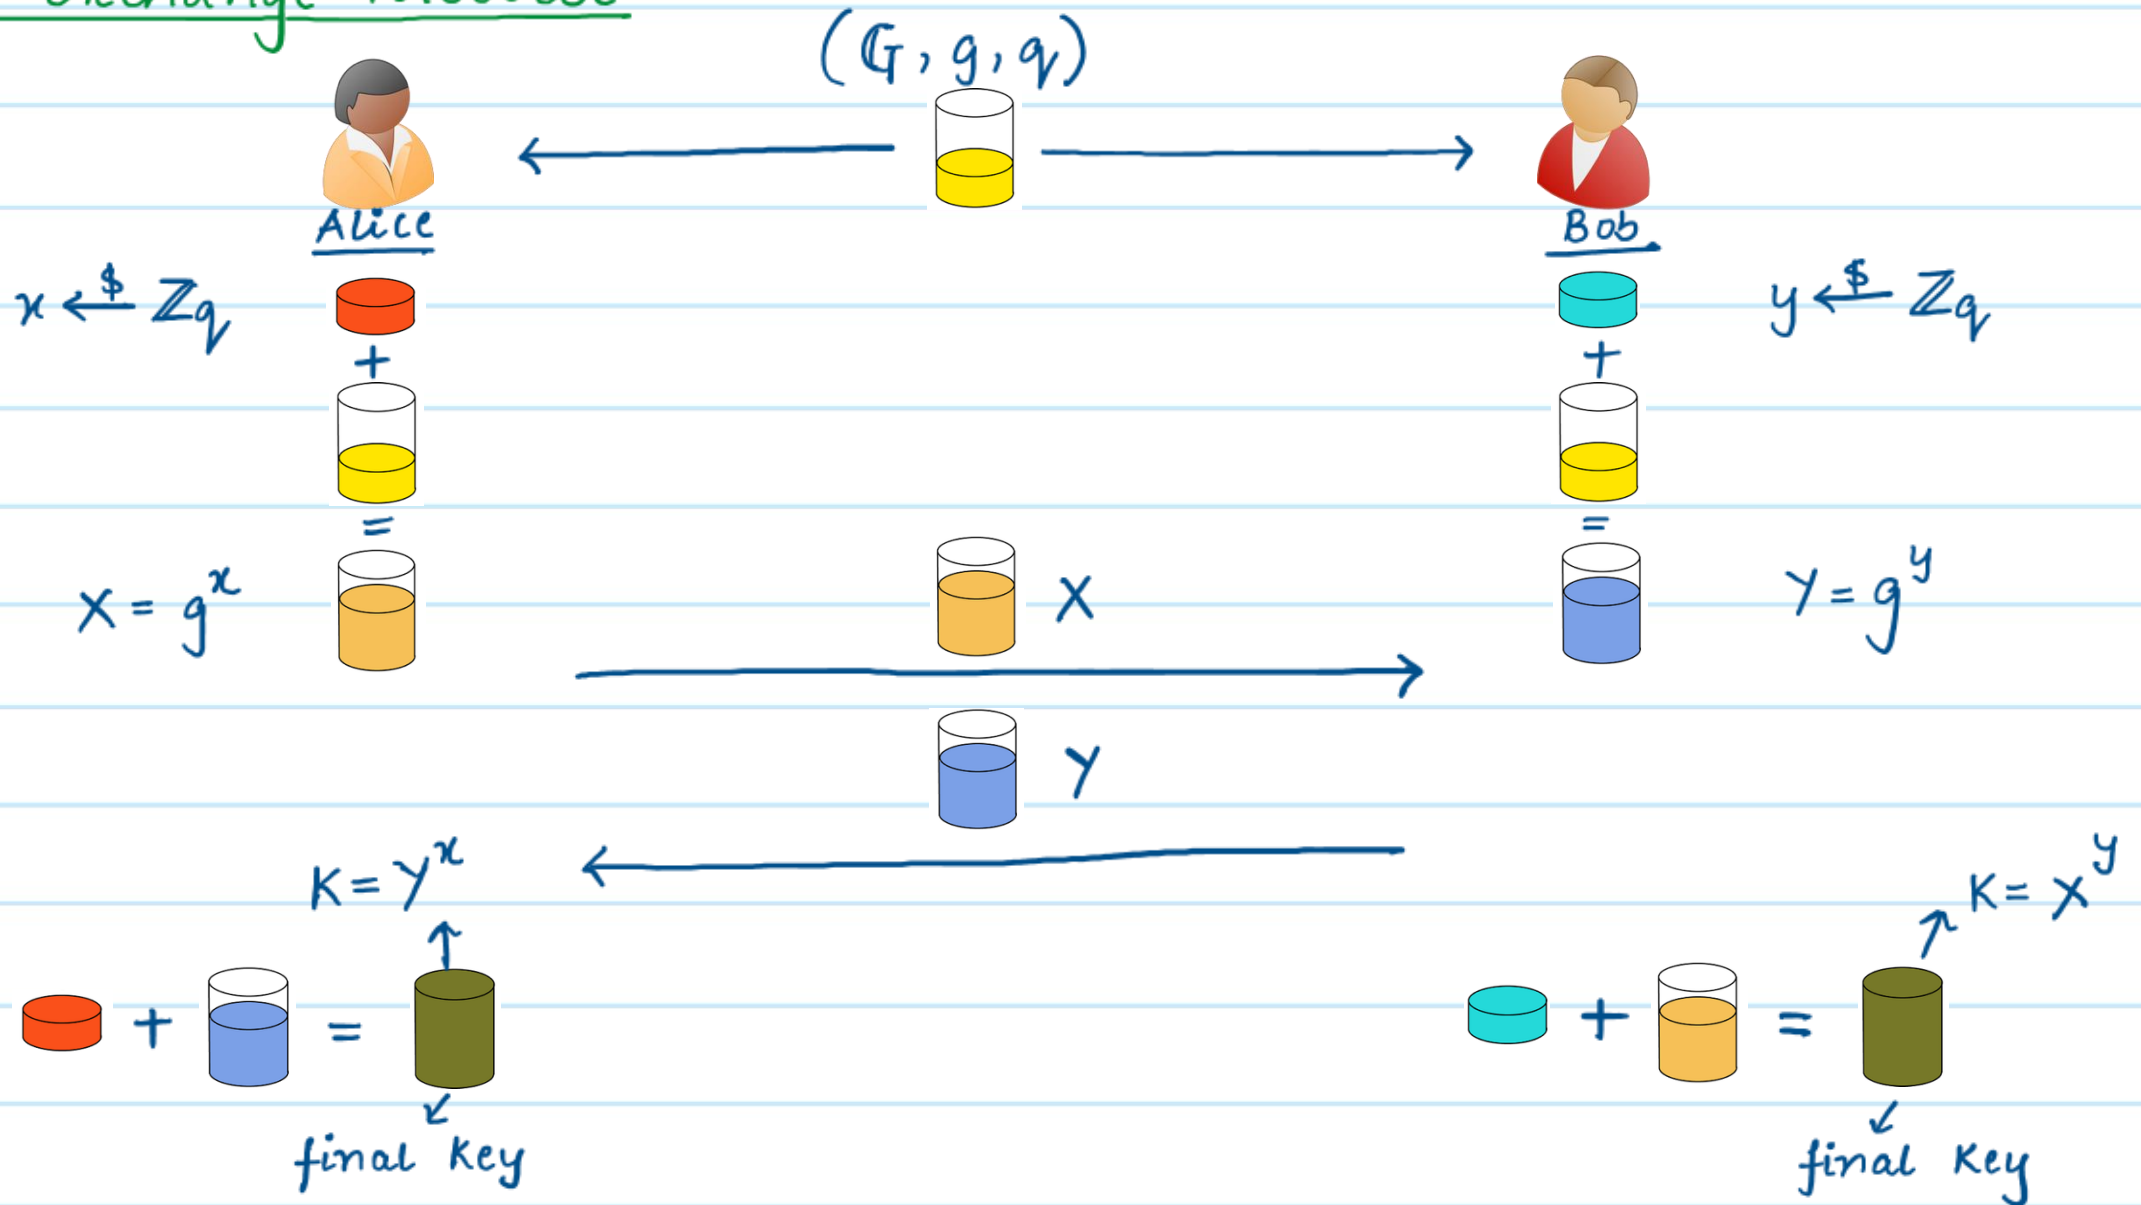 (𝔾, g, q)
Alice
Bob
x ←$ ℤq
y ←$ ℤq
+
+
=
=
X = g^x
X
Y = g^y
Y
K = Y^x
K = X^y
+ =
+ =
final Key
final Key